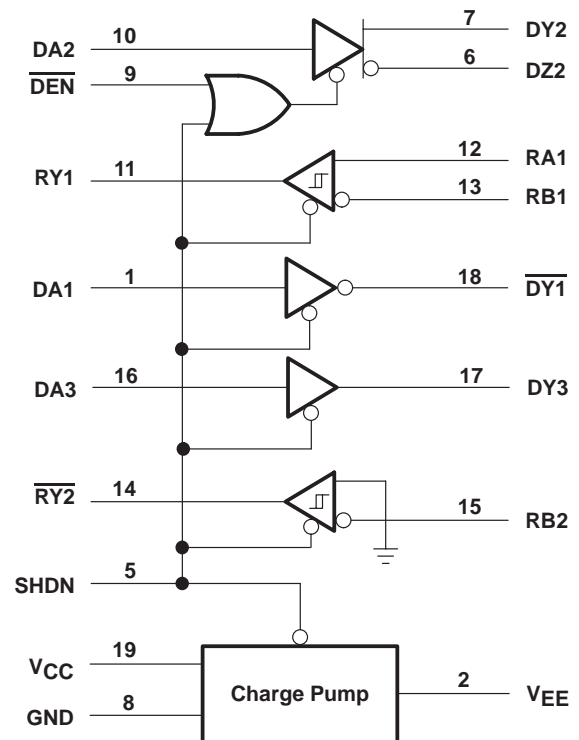 DA2 10 7 DY2
DEN 9 6 DZ2
RY1 11 12 RA1
13 RB1
DA1 1 18 DY1
DA3 16 17 DY3
RY2 14 15 RB2
SHDN 5
VCC 19
Charge Pump 2 VEE
GND 8